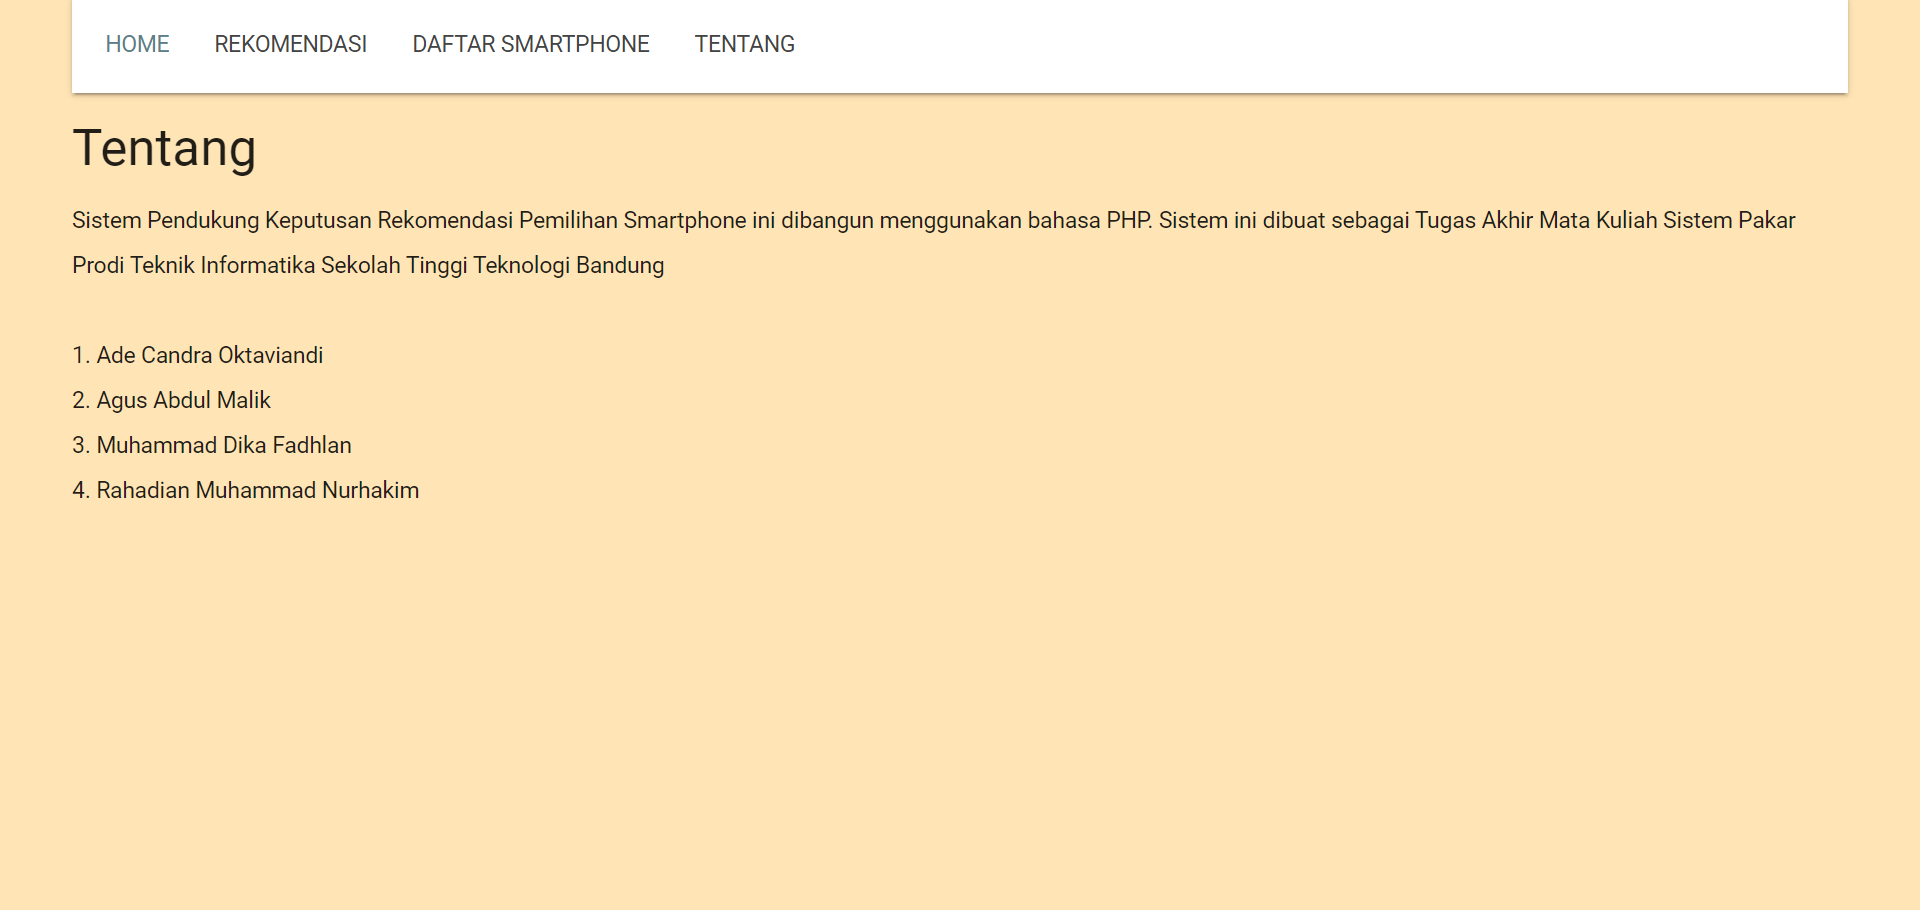 HOME REKOMENDASI DAFTAR SMARTPHONE TENTANG
Tentang
Sistem Pendukung Keputusan Rekomendasi Pemilihan Smartphone ini dibangun menggunakan bahasa PHP. Sistem ini dibuat sebagai Tugas Akhir Mata Kuliah Sistem Pakar
Prodi Teknik Informatika Sekolah Tinggi Teknologi Bandung
1. Ade Candra Oktaviandi
2. Agus Abdul Malik
3. Muhammad Dika Fadhlan
4. Rahadian Muhammad Nurhakim